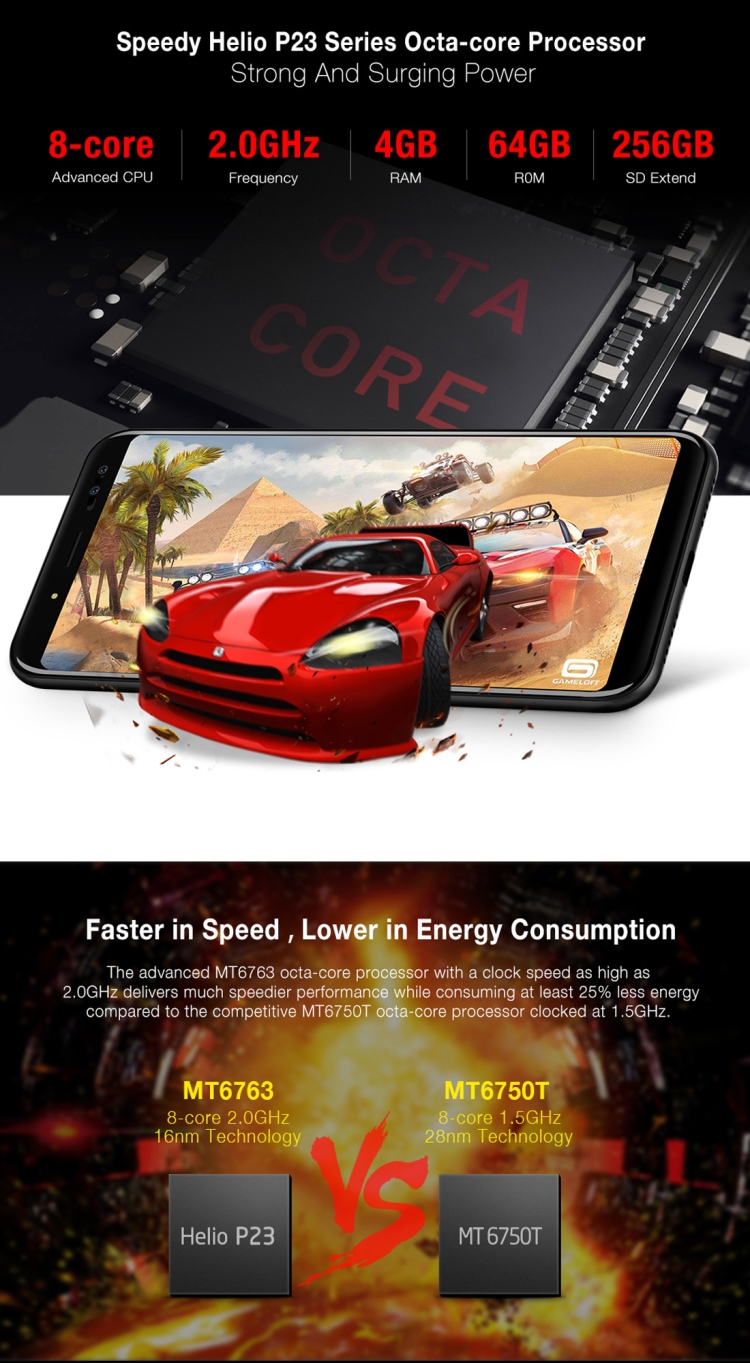 Speedy Helio P23 Series Octa-core Processor
Strong And Surging Power
8-core
Advanced CPU
2.0GHz
Frequency
4GB
RAM
64GB
R0M
256GB
SD Extend
OCTA
CORE
GAMELOFT
Faster in Speed , Lower in Energy Consumption
The advanced MT6763 octa-core processor with a clock speed as high as
2.0GHz delivers much speedier performance while consuming at least 25% less energy
compared to the competitive MT6750T octa-core processor clocked at 1.5GHz.
MT6763
8-core 2.0GHz
16nm Technology
VS
MT6750T
8-core 1.5GHz
28nm Technology
Helio P23
MT6750T